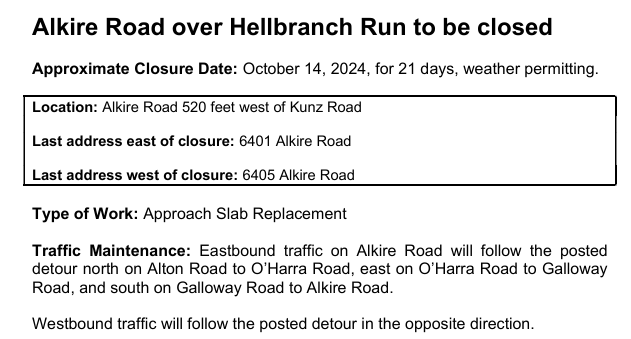 Alkire Road over Hellbranch Run to be closed
Approximate Closure Date: October 14, 2024, for 21 days, weather permitting.
Location: Alkire Road 520 feet west of Kunz Road
Last address east of closure: 6401 Alkire Road
Last address west of closure: 6405 Alkire Road
Type of Work: Approach Slab Replacement
Traffic Maintenance: Eastbound traffic on Alkire Road will follow the posted
detour north on Alton Road to O’Harra Road, east on O’Harra Road to Galloway
Road, and south on Galloway Road to Alkire Road.
Westbound traffic will follow the posted detour in the opposite direction.